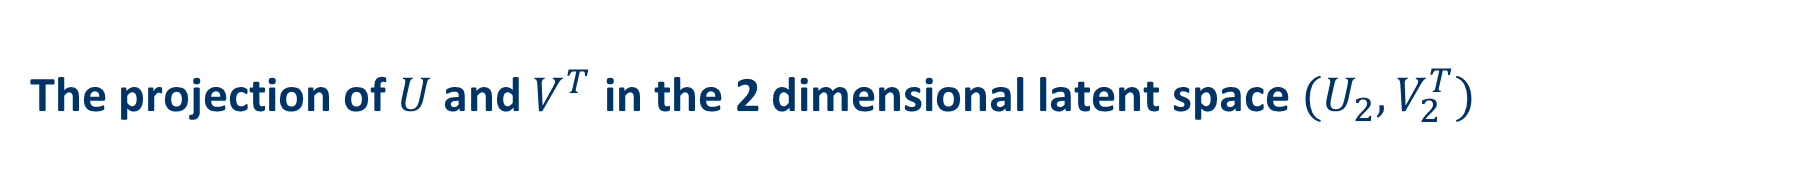 The projection of $U$ and $V^T$ in the 2 dimensional latent space $(U_2, V_2^T)$